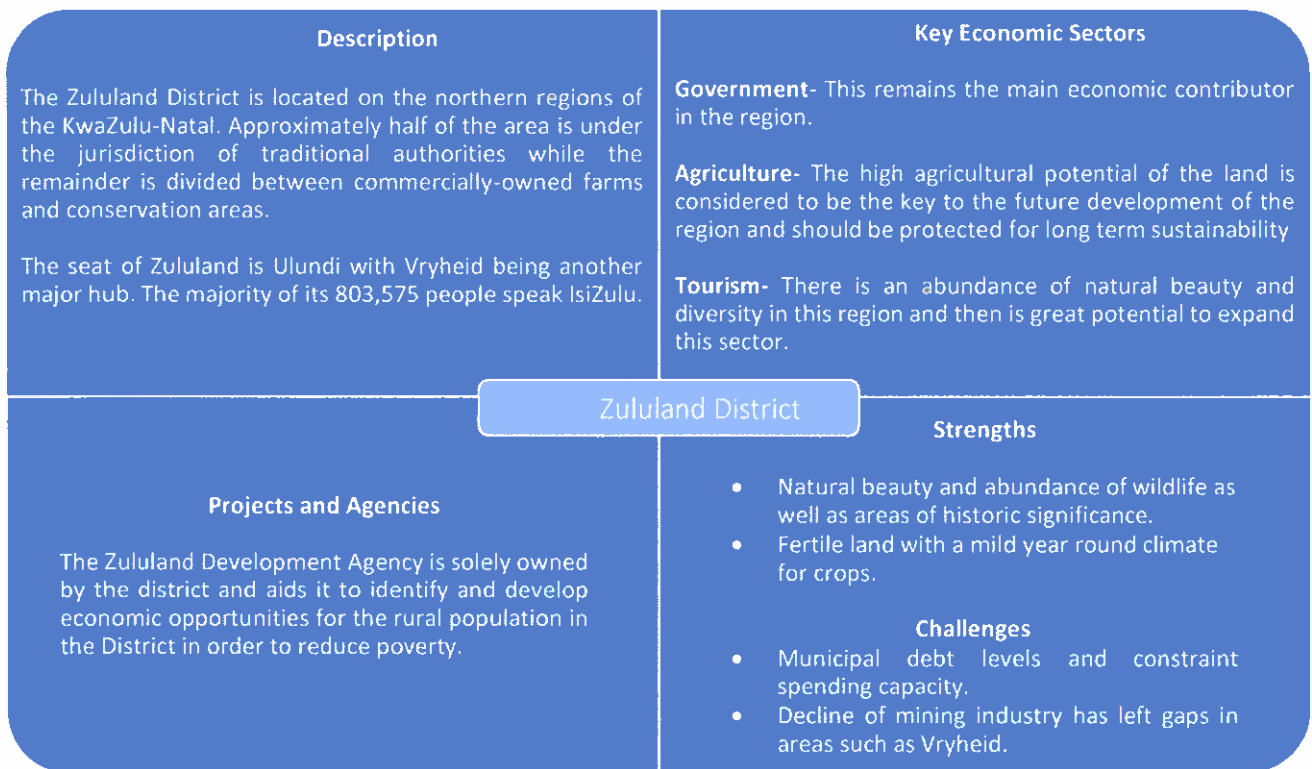 Description
The Zululand District is located on the northern regions of
the KwaZulu-Natal. Approximately half of the area is under
the jurisdiction of traditional authorities while the
remainder is divided between commercially-owned farms
and conservation areas.
The seat of Zululand is Ulundi with Vryheid being another
major hub. The majority of its 803,575 people speak IsiZulu.
Key Economic Sectors
Government- This remains the main economic contributor
in the region.
Agriculture- The high agricultural potential of the land is
considered to be the key to the future development of the
region and should be protected for long term sustainability
Tourism- There is an abundance of natural beauty and
diversity in this region and then is great potential to expand
this sector.
Zululand District
Projects and Agencies
The Zululand Development Agency is solely owned
by the district and aids it to identify and develop
economic opportunities for the rural population in
the District in order to reduce poverty.
Strengths
• Natural beauty and abundance of wildlife as
well as areas of historic significance.
• Fertile land with a mild year round climate
for crops.
Challenges
• Municipal debt levels and constraint
spending capacity.
• Decline of mining industry has left gaps in
areas such as Vryheid.